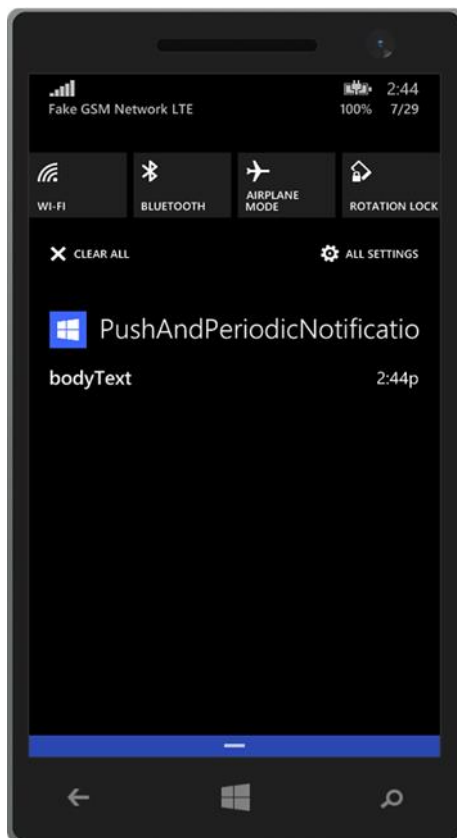 2:44
Fake GSM Network LTE 100% 7/29
WI-FI BLUETOOTH AIRPLANE MODE ROTATION LOCK
CLEAR ALL ALL SETTINGS
PushAndPeriodicNotificatio
bodyText 2:44p